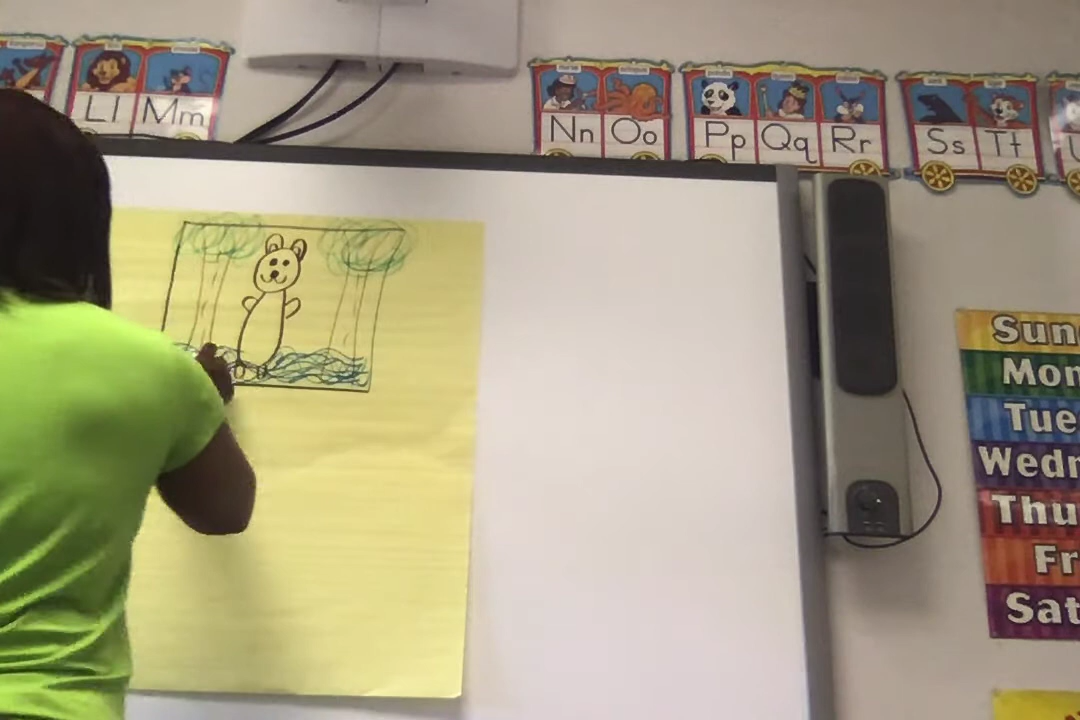 Ll Mm
Nn Oo
Pp Qq Rr
Ss Tt
Sun
Mon
Tue
Wedn
Thu
Fr
Sat